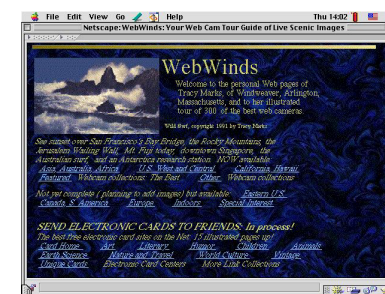 File Edit View Go Help Thu 14:02
Netscape: WebWinds: Your Web Cam Tour Guide of Live Scenic Images
WebWinds
Welcome to the personal Web pages of
Tracy Marks, of Windweaver, Arlington,
Massachusetts, and to her illustrated
tour of 300 of the best web cameras.
Wild Surf, copyright 1991 by Tracy Marks
See sunset over San Francisco's Bay Bridge, the Rocky Mountains, the
Jerusalem Wailing Wall, Mt. Fuji today, downtown Singapore, the
Australian surf, and an Antarctica research station. NOW available:
Asia, Australia, Africa U.S. West and Central California, Hawaii
Featured Webcam collections: The Best Other Webcam collections
Not yet complete (planning to add images) but available: Eastern U.S.
Canada, S. America Europe Indoors Special Interest
SEND ELECTRONIC CARDS TO FRIENDS: In process!
The best free electronic card sites on the Net: 15 illustrated pages up!
Card Home Art Literary Humor Children Animals
Earth Science Nature and Travel World Culture Vintage
Unique Cards Electronic Card Centers More Link Collections